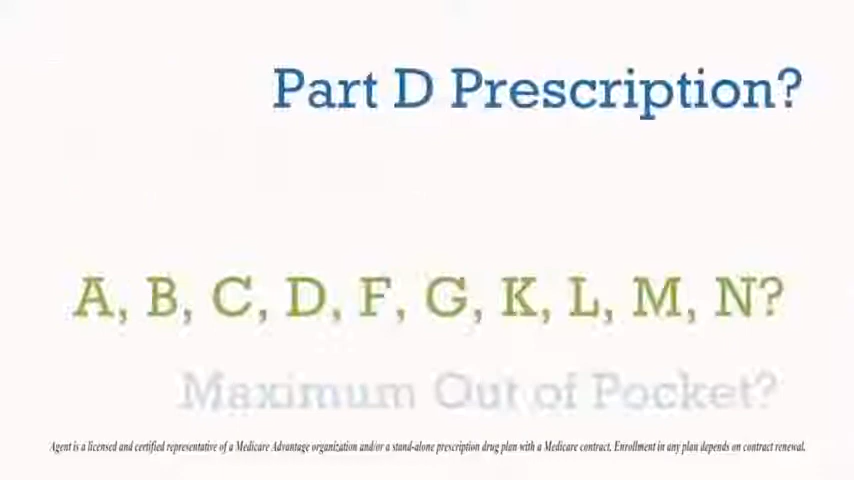 Part D Prescription?
A, B, C, D, F, G, K, L, M, N?
Maximum Out of Pocket?
Agent is a licensed and certified representative of a Medicare Advantage organization and/or a stand-alone prescription drug plan with a Medicare contract. Enrollment in any plan depends on contract renewal.